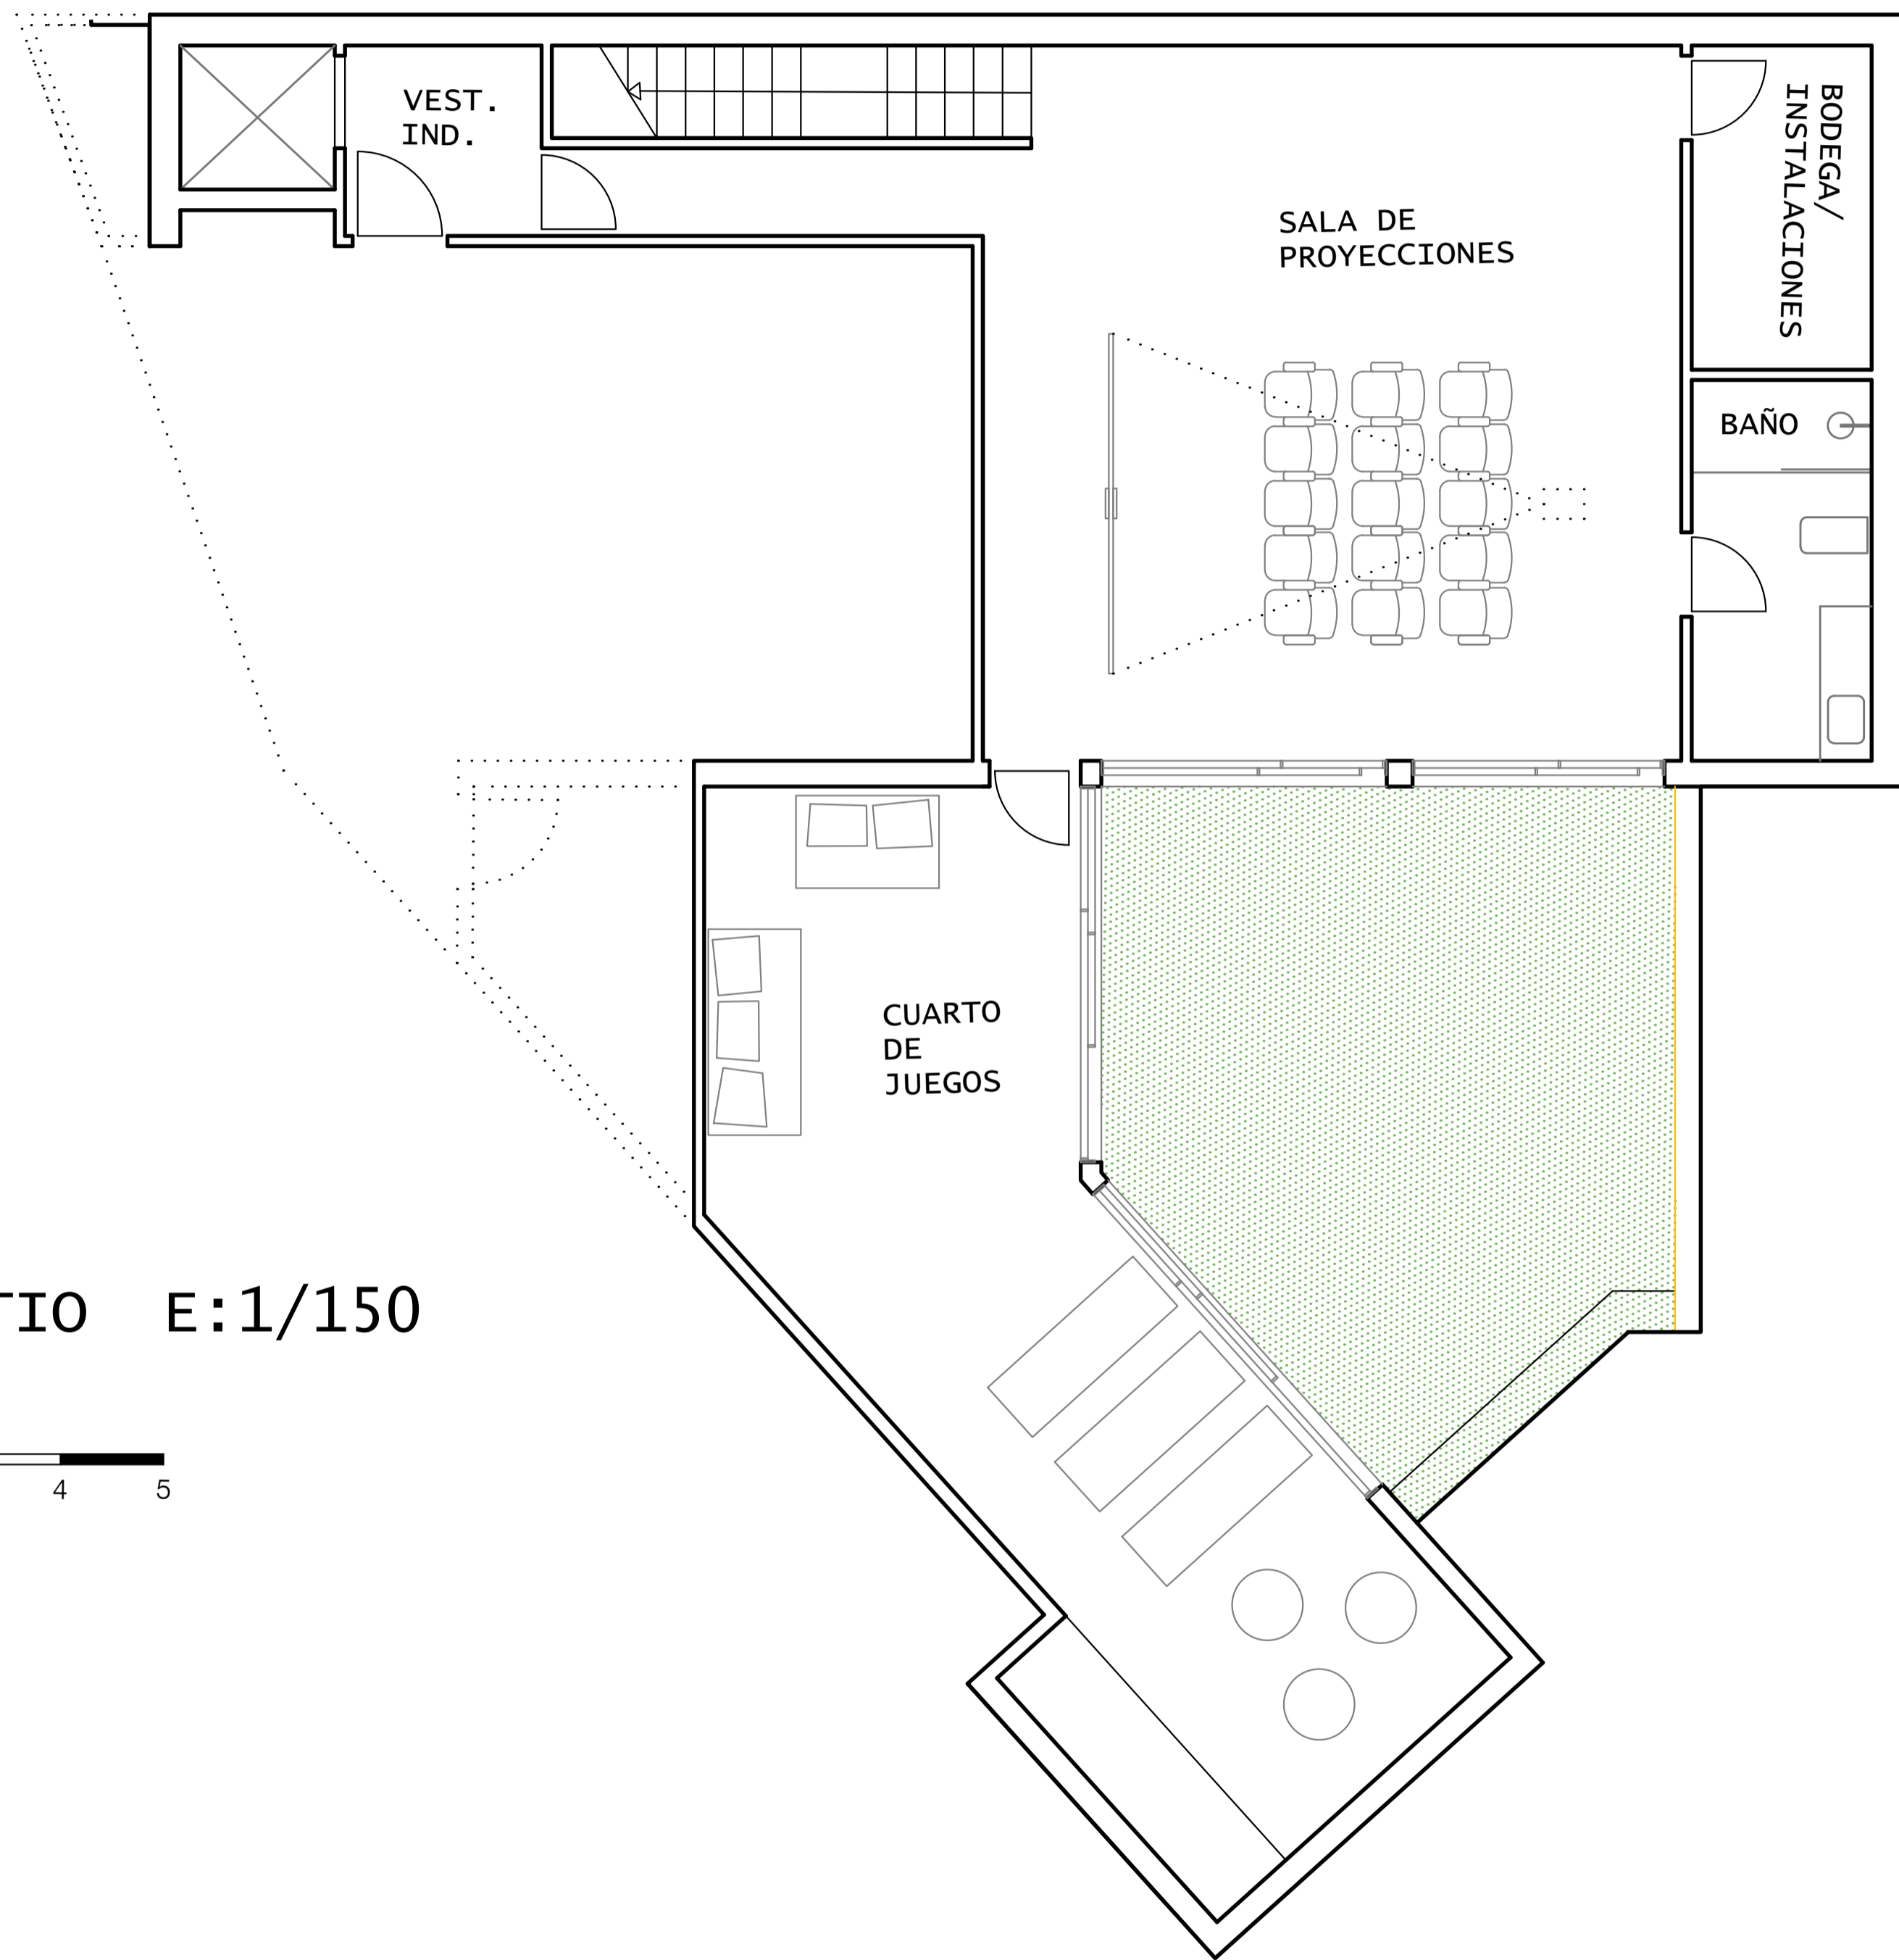 VEST.
IND.
BODEGA/
INSTALACIONES
SALA DE
PROYECCIONES
BAÑO
CUARTO
DE
JUEGOS
E:1/150
4 5